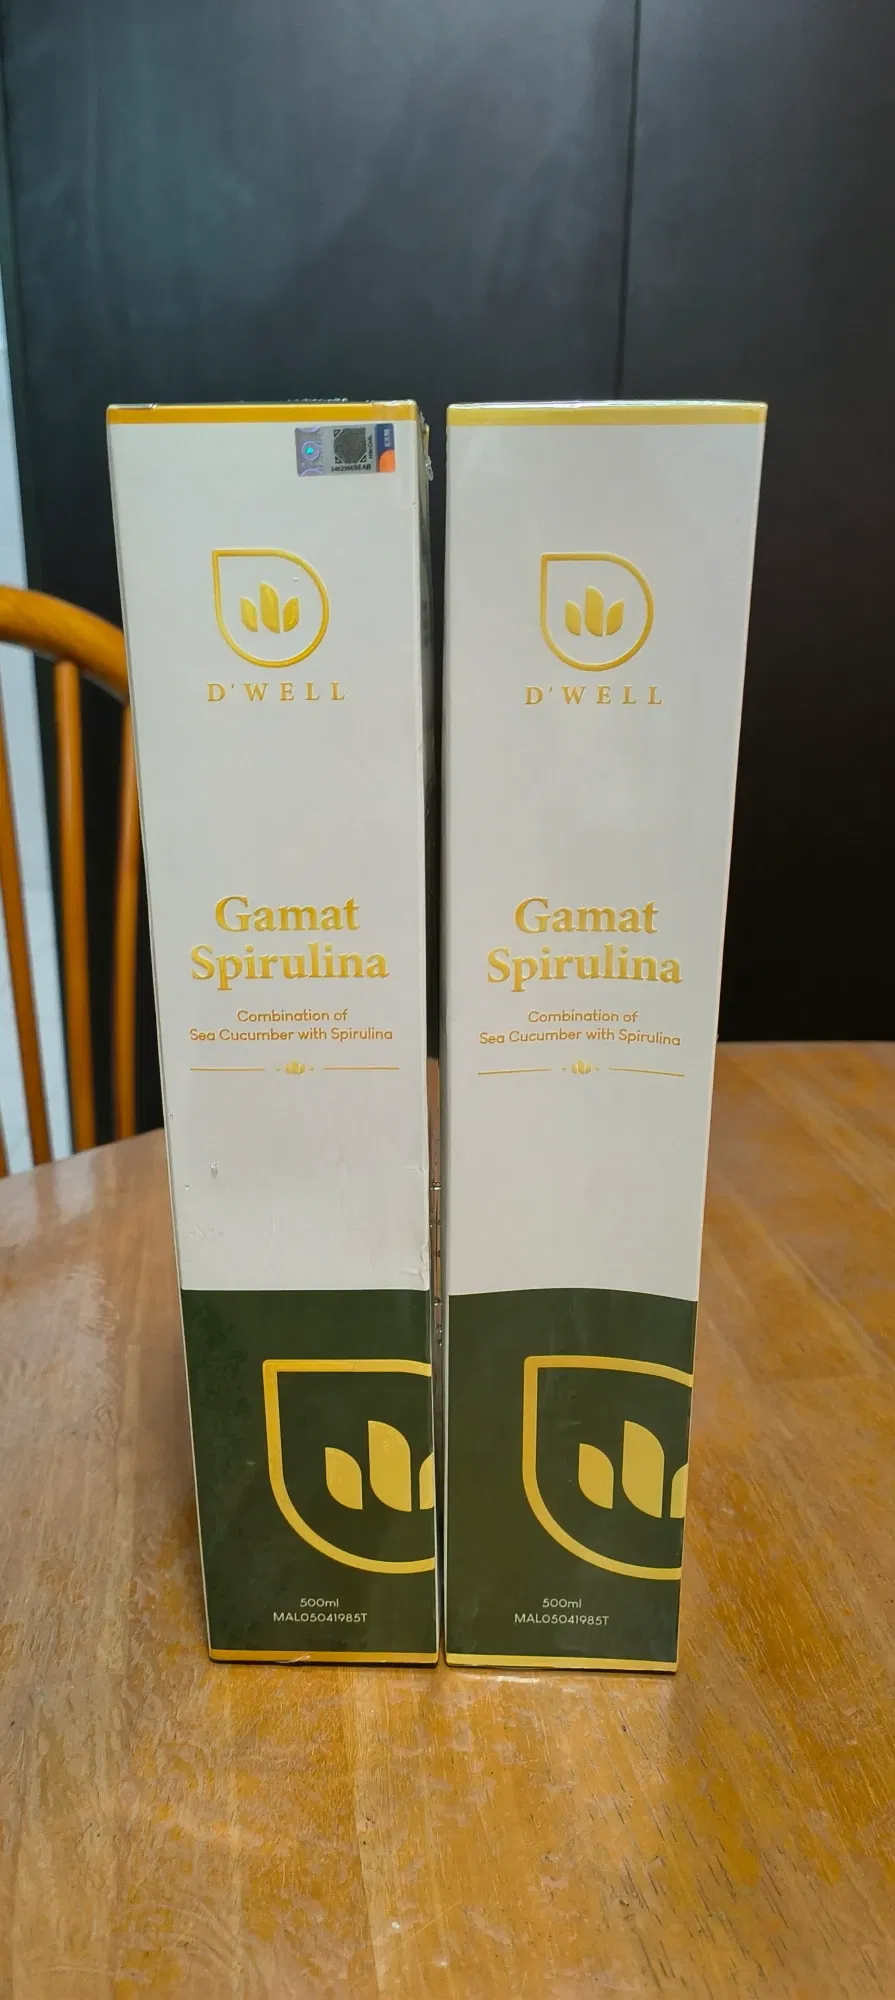 D'WELL
Gamat
Spirulina
Combination of
Sea Cucumber with Spirulina
500ml
MAL05041985T
D'WELL
Gamat
Spirulina
Combination of
Sea Cucumber with Spirulina
500ml
MAL05041985T